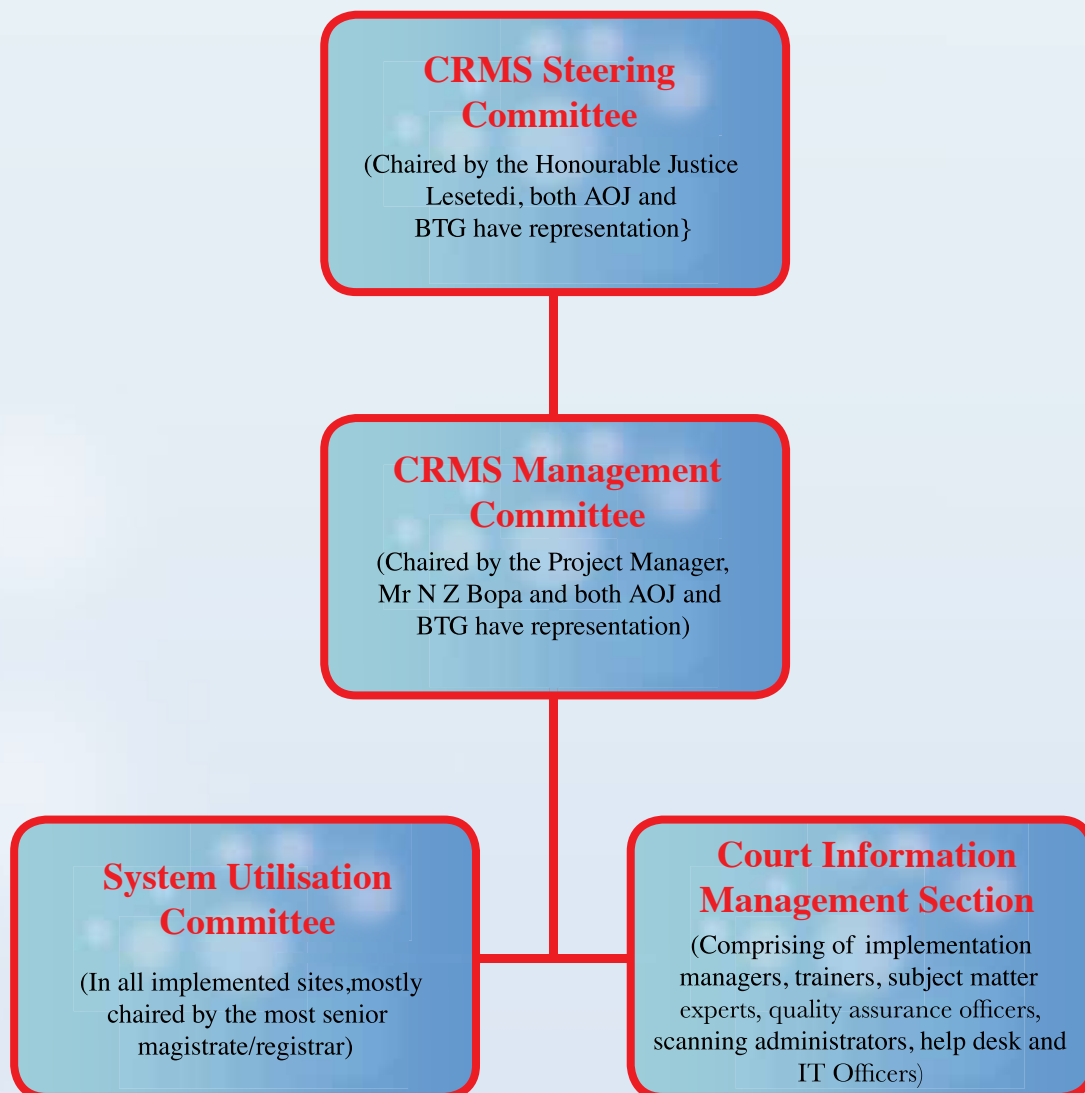 CRMS Steering
Committee
(Chaired by the Honourable Justice
Lesetedi, both AOJ and
BTG have representation}
CRMS Management
Committee
(Chaired by the Project Manager,
Mr N Z Bopa and both AOJ and
BTG have representation)
System Utilisation
Committee
(In all implemented sites,mostly
chaired by the most senior
magistrate/registrar)
Court Information
Management Section
(Comprising of implementation
managers, trainers, subject matter
experts, quality assurance officers,
scanning administrators, help desk and
IT Officers)